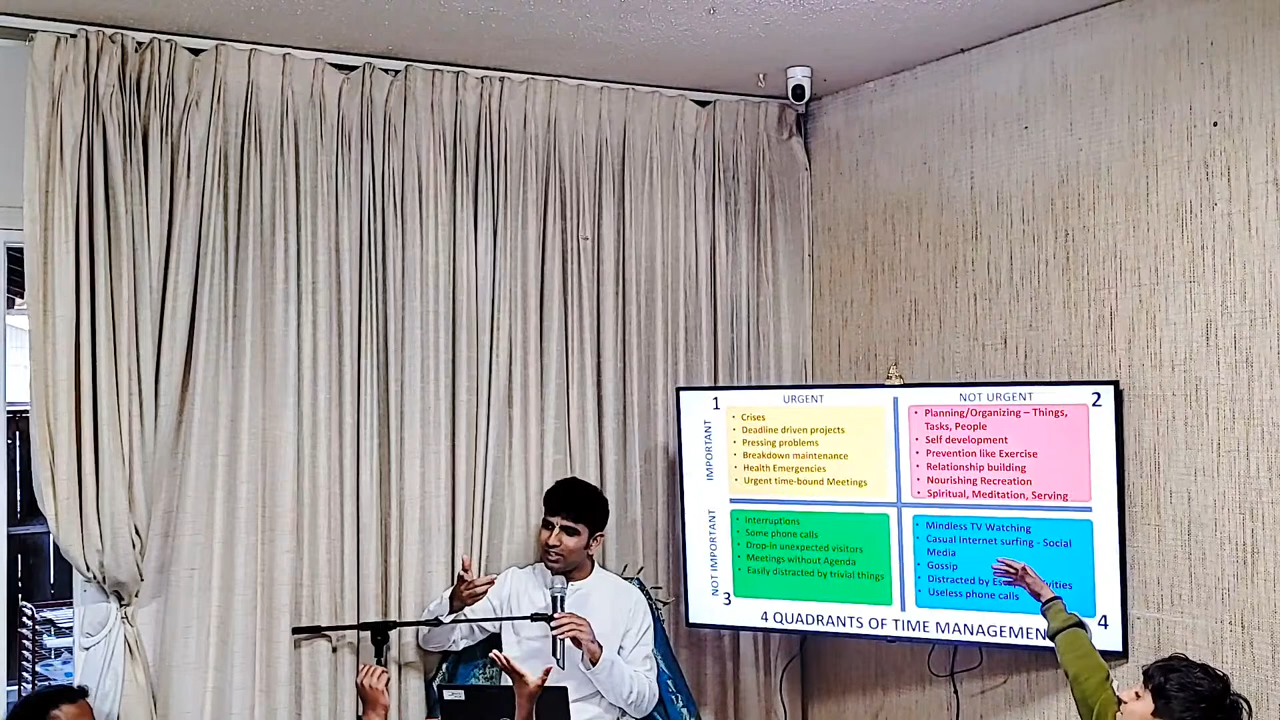 1
URGENT
NOT URGENT
2
IMPORTANT
• Crises
• Deadline driven projects
• Pressing problems
• Breakdown maintenance
• Health Emergencies
• Urgent time-bound Meetings
• Planning/Organizing – Things,
Tasks, People
• Self development
• Prevention like Exercise
• Relationship building
• Nourishing Recreation
• Spiritual, Meditation, Serving
NOT IMPORTANT
• Interruptions
• Some phone calls
• Drop-in unexpected visitors
• Meetings without Agenda
• Easily distracted by trivial things
• Mindless TV Watching
• Casual Internet surfing - Social
Media
• Gossip
• Distracted by
• Useless phone calls
3
4
4 QUADRANTS OF TIME MANAGEMEN